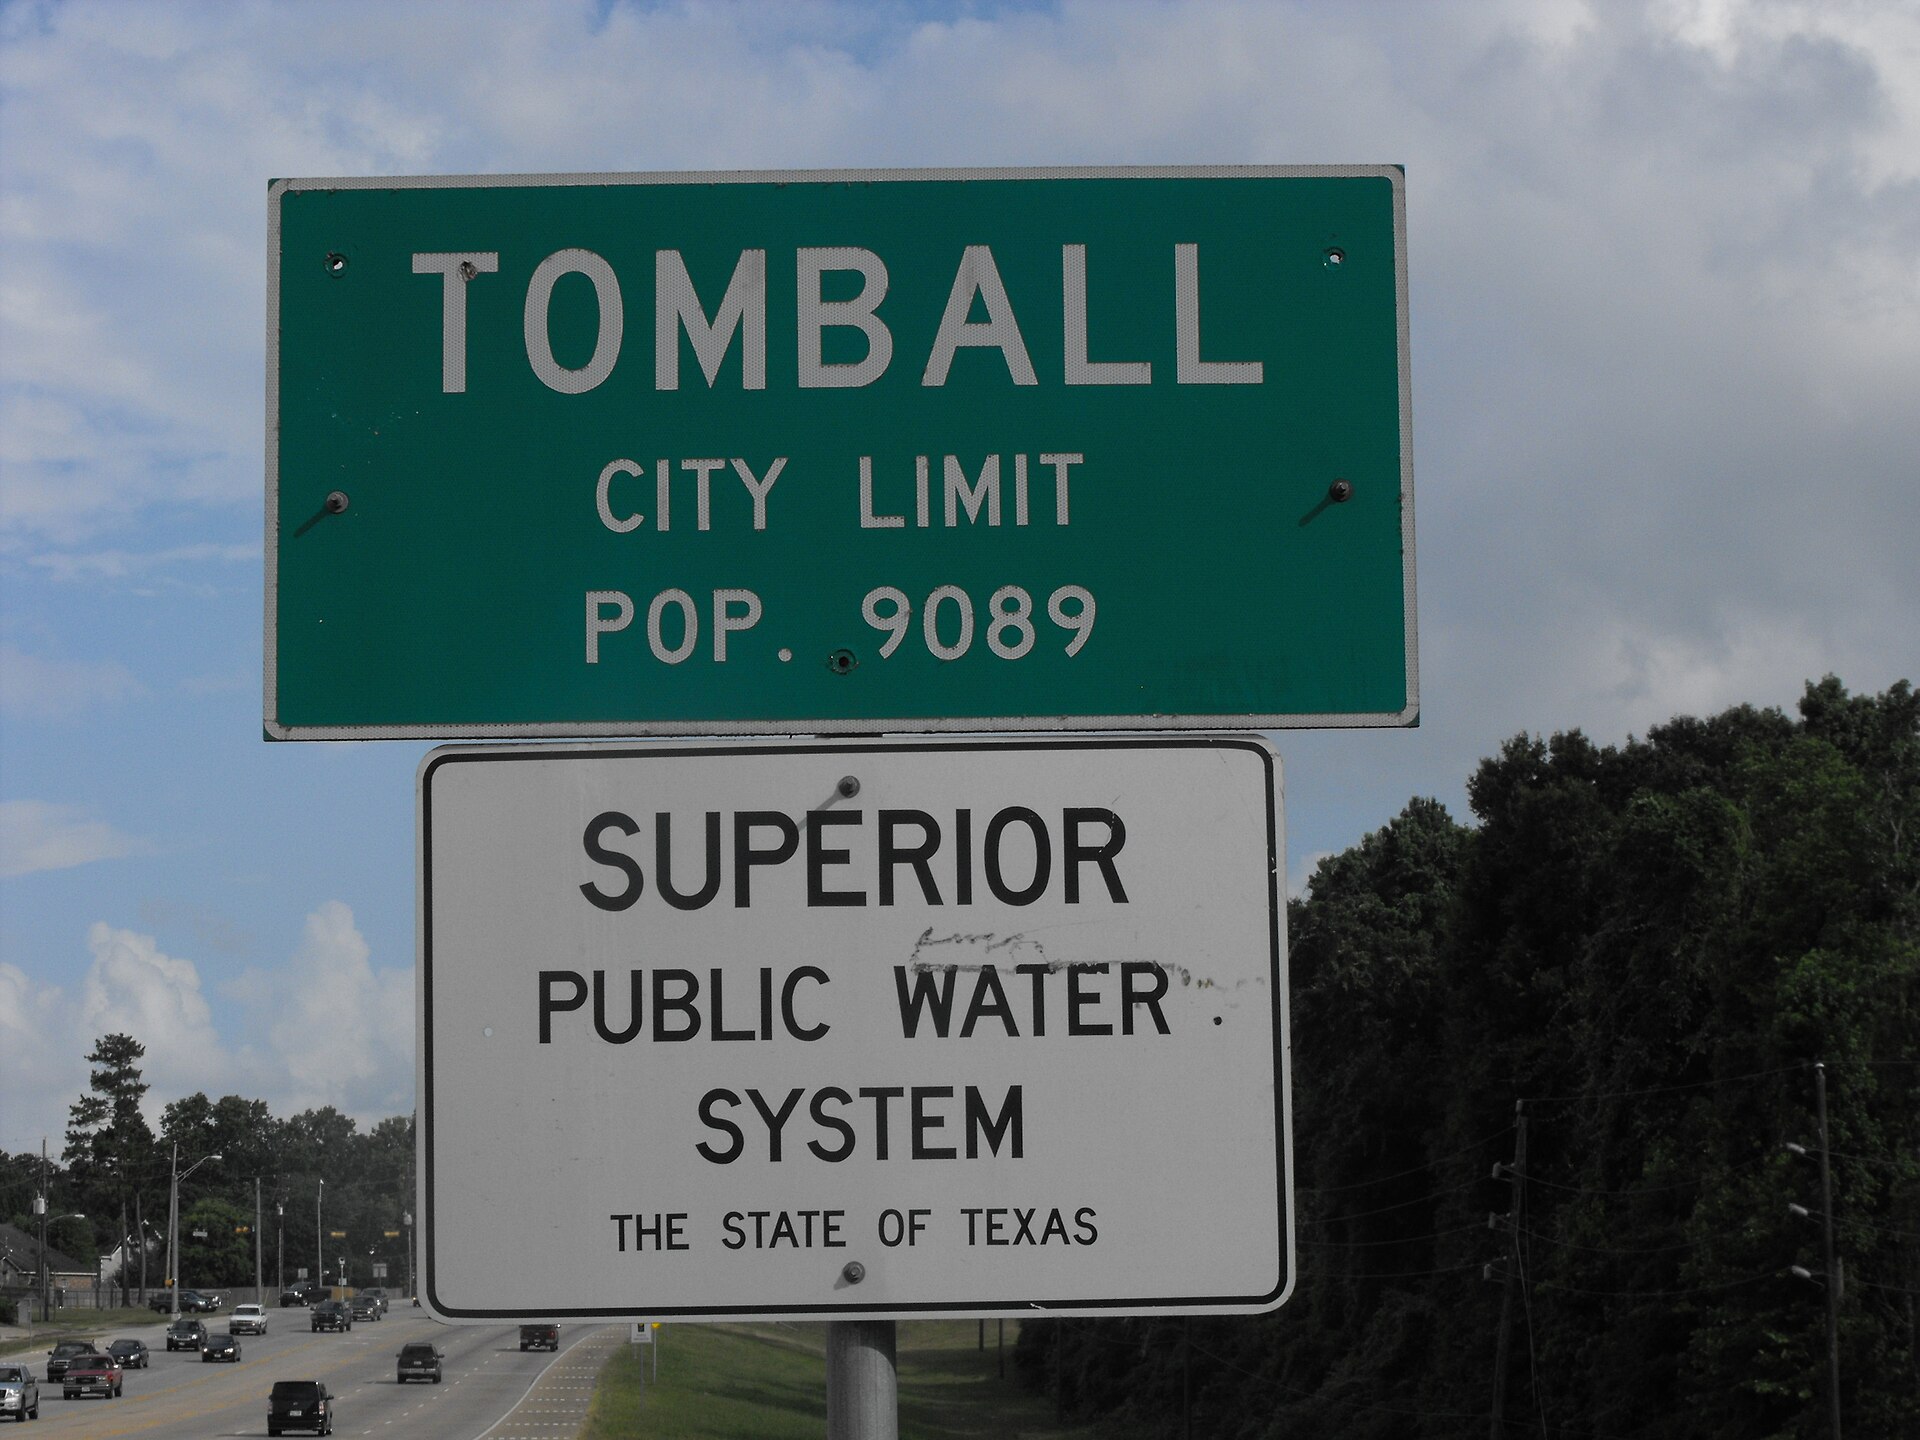 TOMBALL
CITY LIMIT
POP. 9089
SUPERIOR
PUBLIC WATER
SYSTEM
THE STATE OF TEXAS